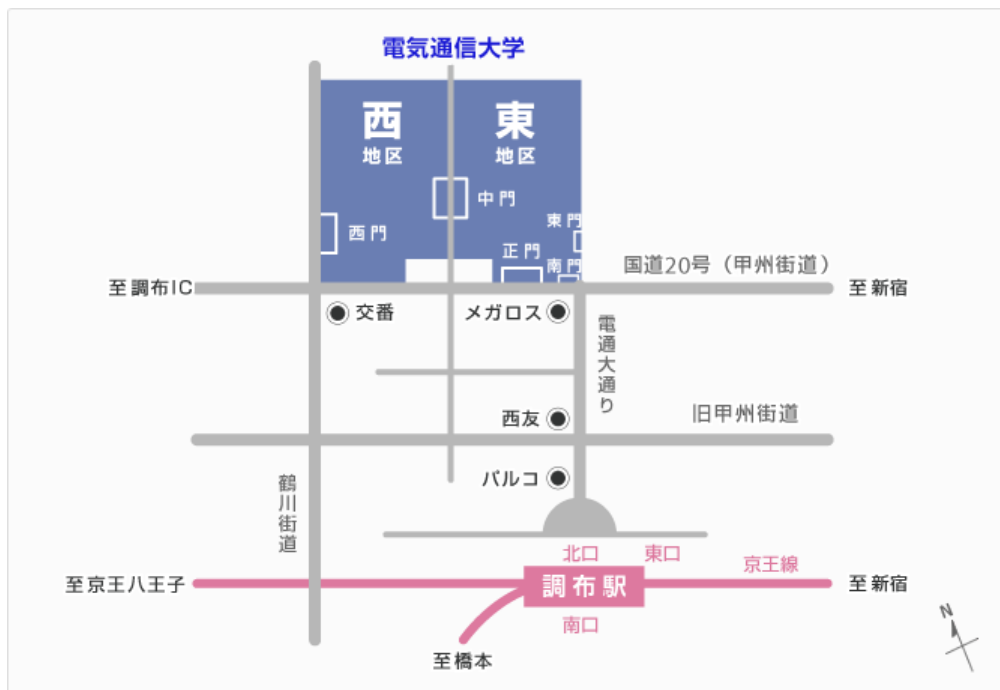 電気通信大学
西
地区
東
地区
中門
東門
西門
正門
南門
国道20号（甲州街道）
至調布IC
至新宿
交番
メガロス
電通大通り
西友
旧甲州街道
パルコ
鶴川街道
北口
東口
京王線
至京王八王子
調布駅
至新宿
南口
至橋本
N